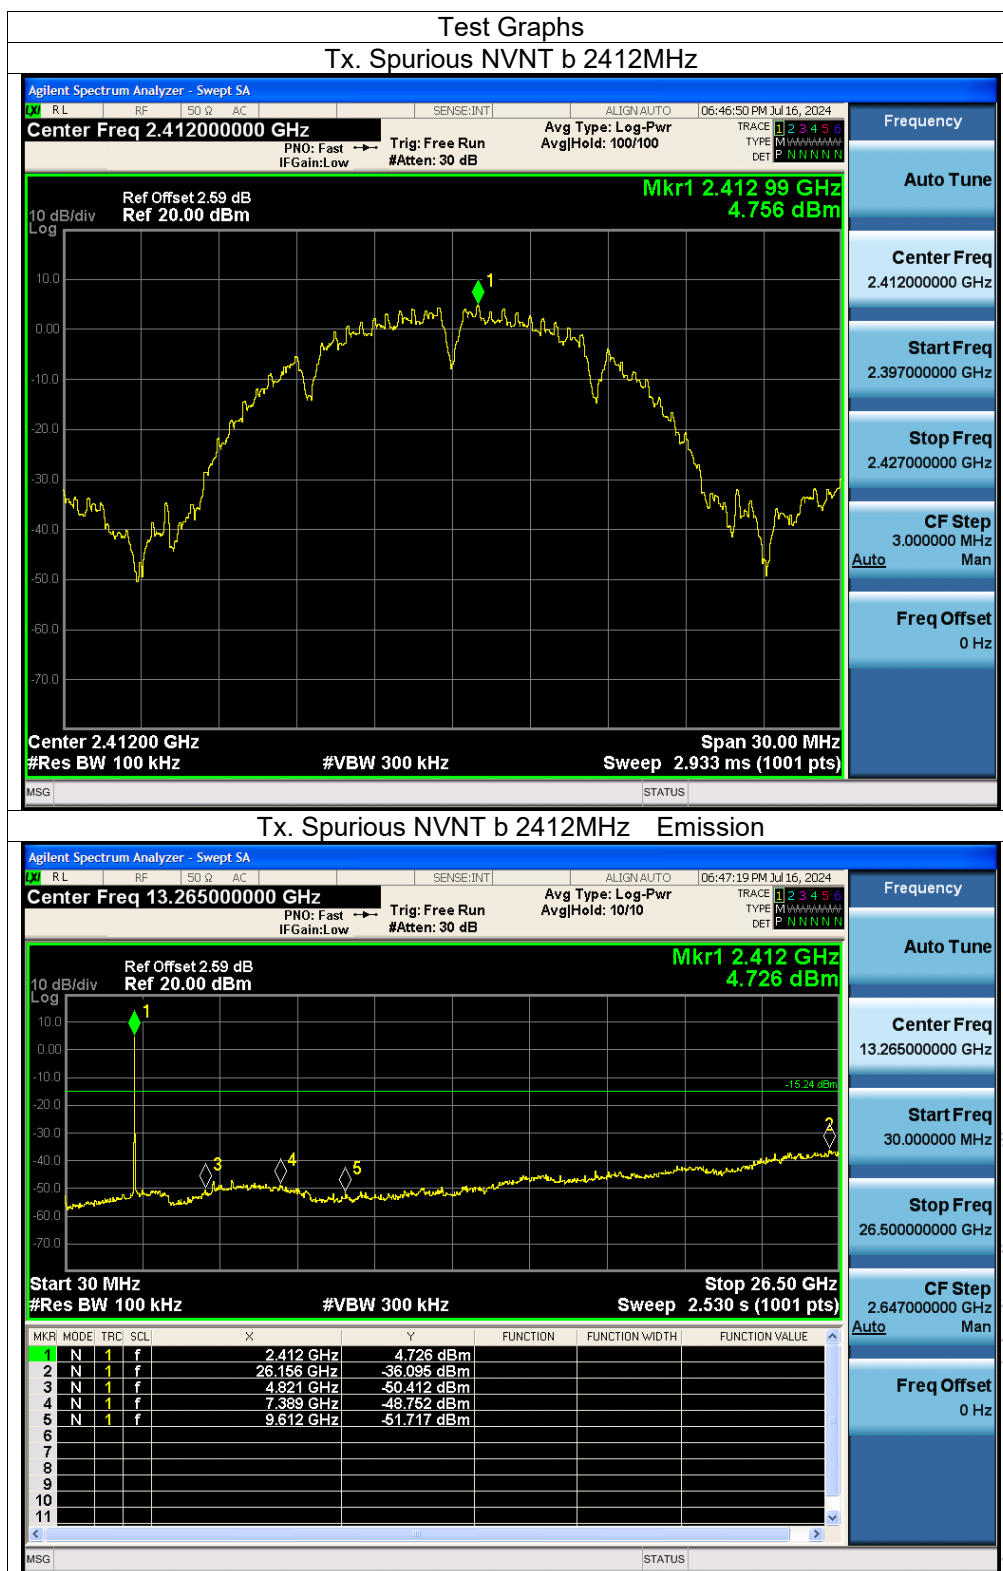 Test Graphs
Tx. Spurious NVNT b 2412MHz
Agilent Spectrum Analyzer - Swept SA
LXI RL RF 50 Ω AC SENSE:INT ALIGN AUTO 06:46:50 PM Jul 16, 2024
Center Freq 2.412000000 GHz
PNO: Fast
IFGain:Low
Trig: Free Run
#Atten: 30 dB
Avg Type: Log-Pwr
Avg|Hold: 100/100
TRACE 1 2 3 4 5 6
TYPE M WWWWW
DET P N N N N N
Frequency
Auto Tune
Center Freq
2.412000000 GHz
Start Freq
2.397000000 GHz
Stop Freq
2.427000000 GHz
CF Step
3.000000 MHz
Auto Man
Freq Offset
0 Hz
Mkr1 2.412 99 GHz
4.756 dBm
Ref Offset 2.59 dB
10 dB/div Ref 20.00 dBm
Log
10.0
0.00
-10.0
-20.0
-30.0
-40.0
-50.0
-60.0
-70.0
1
Center 2.41200 GHz Span 30.00 MHz
#Res BW 100 kHz #VBW 300 kHz Sweep 2.933 ms (1001 pts)
MSG STATUS
Tx. Spurious NVNT b 2412MHz Emission
Agilent Spectrum Analyzer - Swept SA
LXI RL RF 50 Ω AC SENSE:INT ALIGN AUTO 06:47:19 PM Jul 16, 2024
Center Freq 13.265000000 GHz
PNO: Fast
IFGain:Low
Trig: Free Run
#Atten: 30 dB
Avg Type: Log-Pwr
Avg|Hold: 10/10
TRACE 1 2 3 4 5 6
TYPE M WWWWW
DET P N N N N N
Frequency
Auto Tune
Center Freq
13.265000000 GHz
Start Freq
30.000000 MHz
Stop Freq
26.500000000 GHz
CF Step
2.647000000 GHz
Auto Man
Freq Offset
0 Hz
Mkr1 2.412 GHz
4.726 dBm
Ref Offset 2.59 dB
10 dB/div Ref 20.00 dBm
Log
10.0
0.00
-10.0
-20.0
-30.0
-40.0
-50.0
-60.0
-70.0
1
-15.24 dBm
2
3
4
5
Start 30 MHz Stop 26.50 GHz
#Res BW 100 kHz #VBW 300 kHz Sweep 2.530 s (1001 pts)
MKR MODE TRC SCL X Y FUNCTION FUNCTION WIDTH FUNCTION VALUE
1 N 1 f 2.412 GHz 4.726 dBm
2 N 1 f 26.156 GHz -36.095 dBm
3 N 1 f 4.821 GHz -50.412 dBm
4 N 1 f 7.389 GHz -48.752 dBm
5 N 1 f 9.612 GHz -51.717 dBm
6
7
8
9
10
11
MSG STATUS